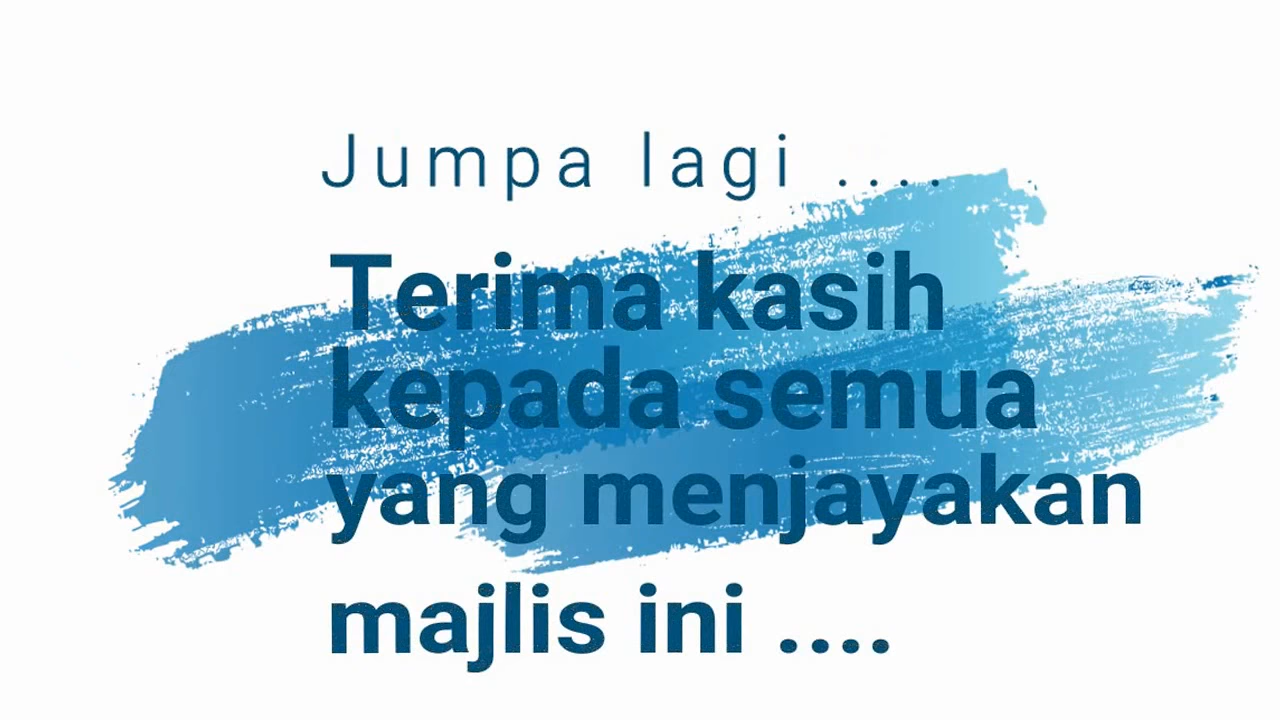 Jumpa lagi ....
Terima kasih
kepada semua
yang menjayakan
majlis ini ....